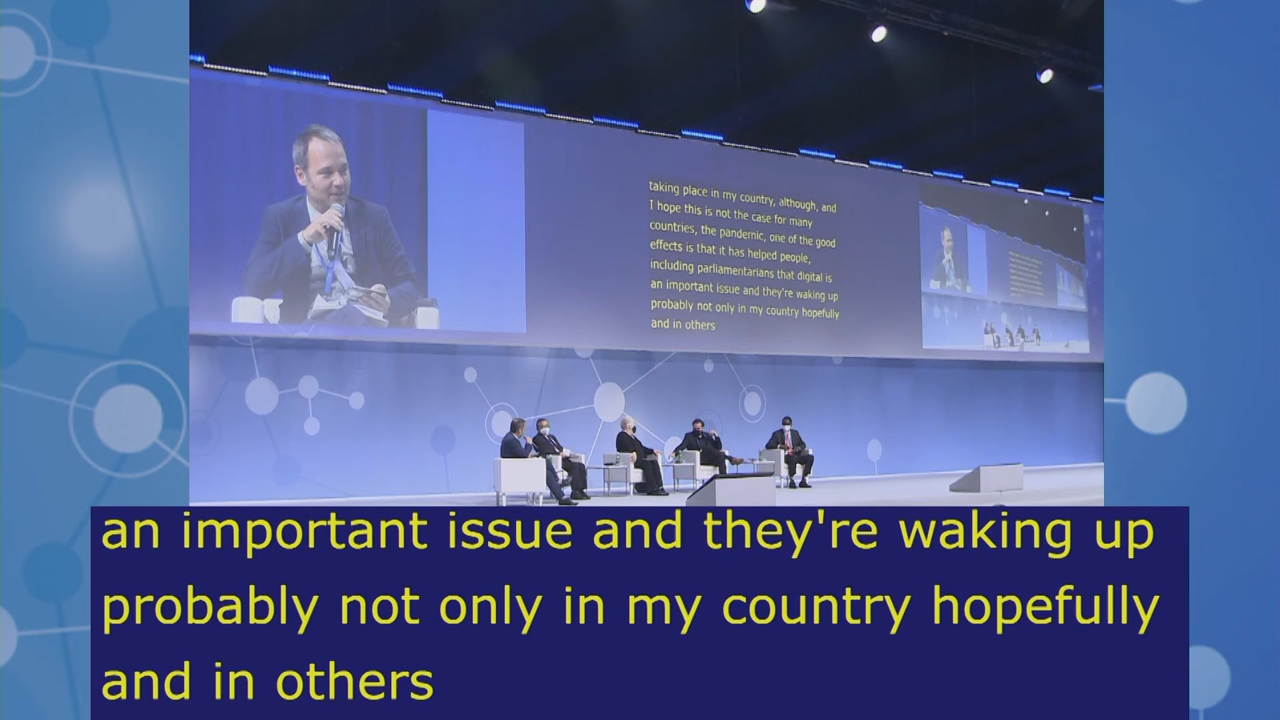 taking place in my country, although, and
I hope this is not the case for many
countries, the pandemic, one of the good
effects is that it has helped people,
including parliamentarians that digital is
an important issue and they're waking up
probably not only in my country hopefully
and in others
an important issue and they're waking up
probably not only in my country hopefully
and in others